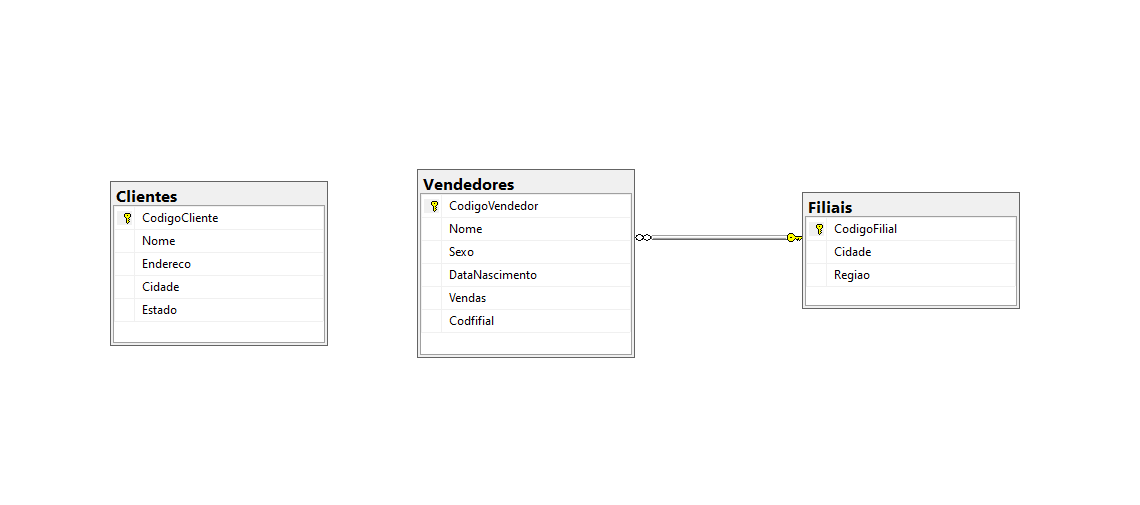 Clientes
CodigoCliente
Nome
Endereco
Cidade
Estado
Vendedores
CodigoVendedor
Nome
Sexo
DataNascimento
Vendas
Codfifial
Filiais
CodigoFilial
Cidade
Regiao